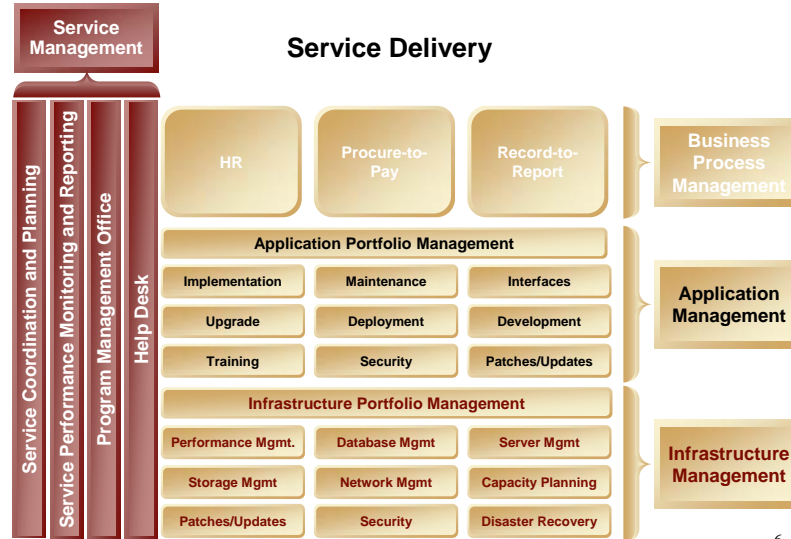 Service
Management
Service Delivery
Service Coordination and Planning
Service Performance Monitoring and Reporting
Program Management Office
Help Desk
HR
Procure-to-
Pay
Record-to-
Report
Business
Process
Management
Application Portfolio Management
Implementation
Maintenance
Interfaces
Upgrade
Deployment
Development
Training
Security
Patches/Updates
Application
Management
Infrastructure Portfolio Management
Performance Mgmt.
Database Mgmt
Server Mgmt
Storage Mgmt
Network Mgmt
Capacity Planning
Patches/Updates
Security
Disaster Recovery
Infrastructure
Management
6